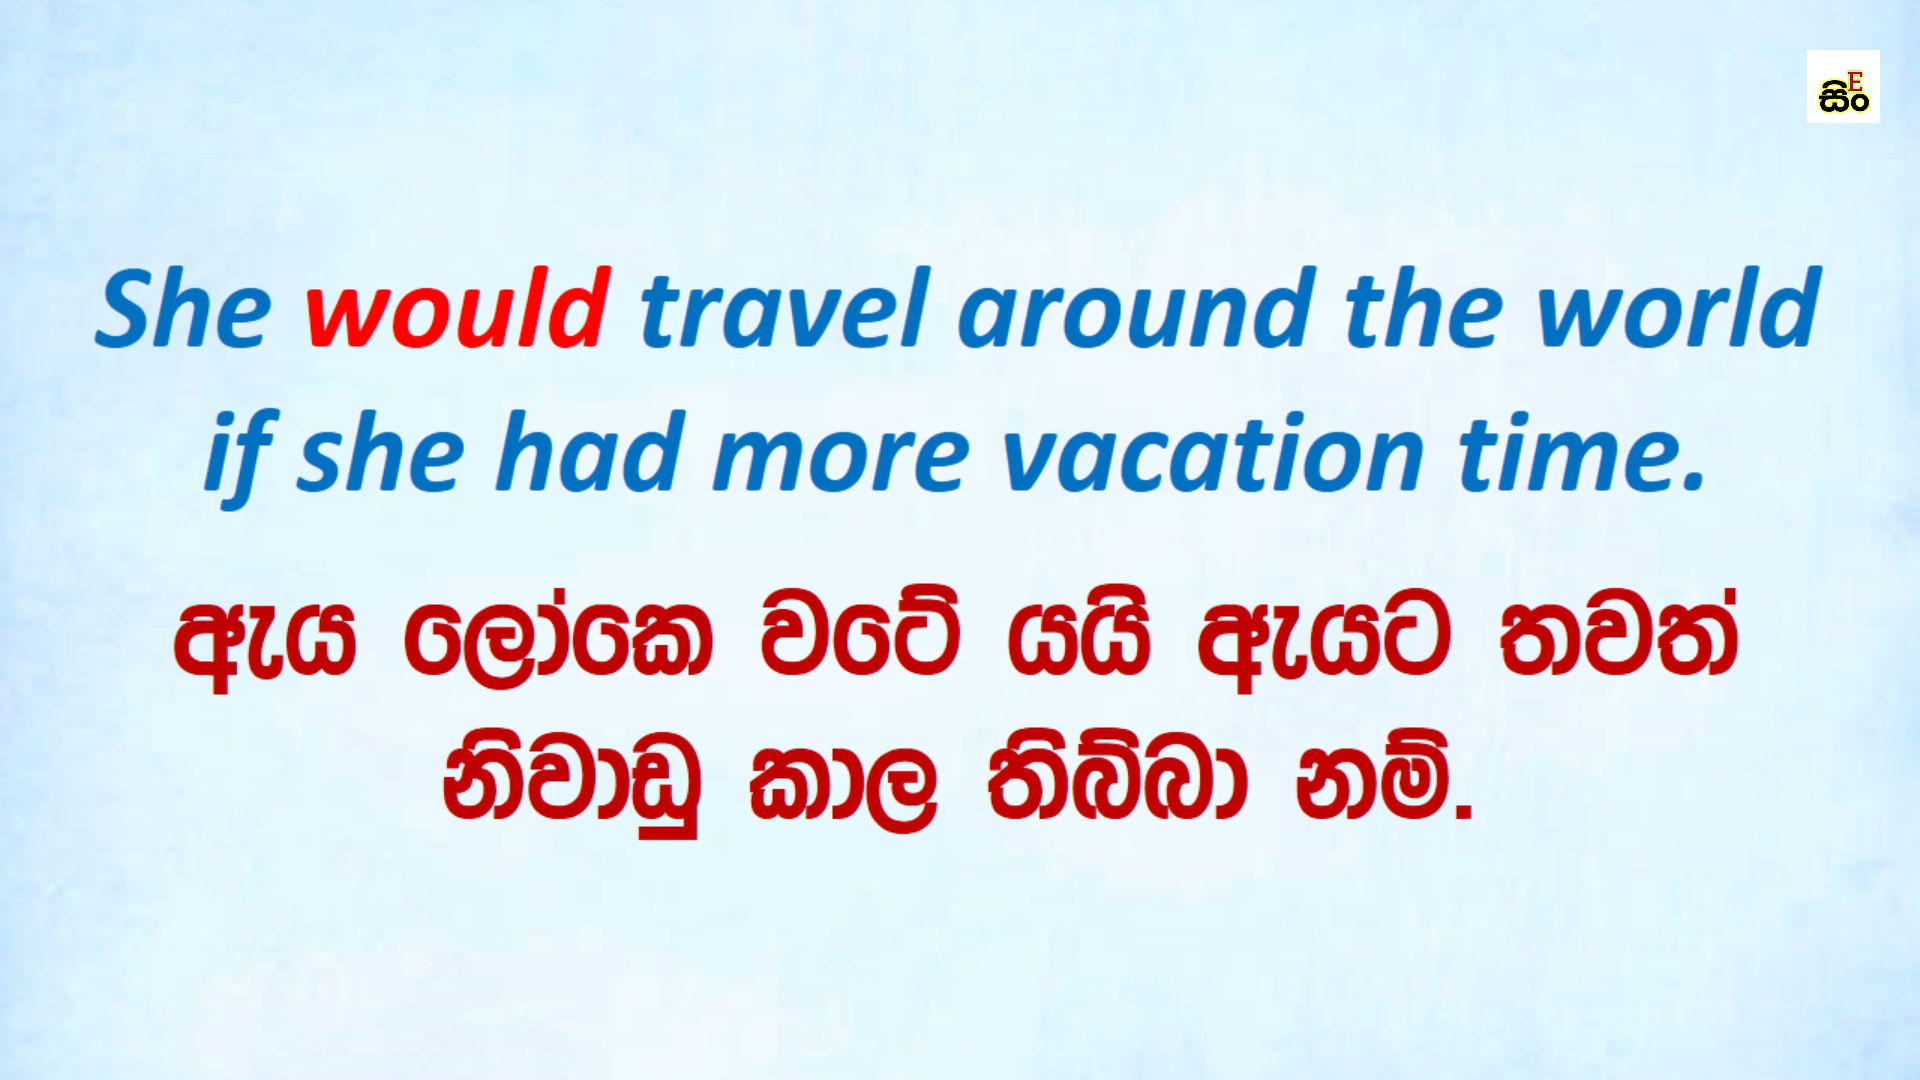 E
සිං
She would travel around the world
if she had more vacation time.
ඇය ලෝකෙ වටේ යයි ඇයට තවත්
නිවාඩු කාල තිබ්බා නම්.